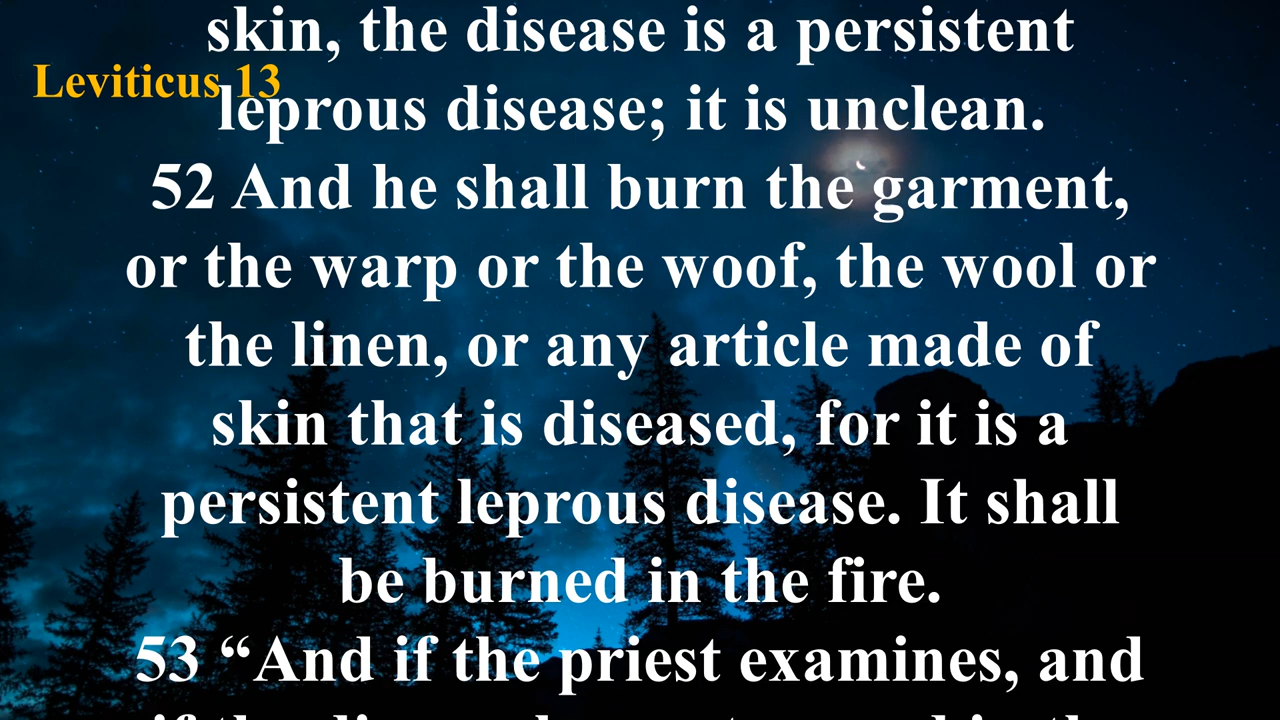 skin, the disease is a persistent
Leviticus 13
leprous disease; it is unclean.
52 And he shall burn the garment,
or the warp or the woof, the wool or
the linen, or any article made of
skin that is diseased, for it is a
persistent leprous disease. It shall
be burned in the fire.
53 “And if the priest examines, and